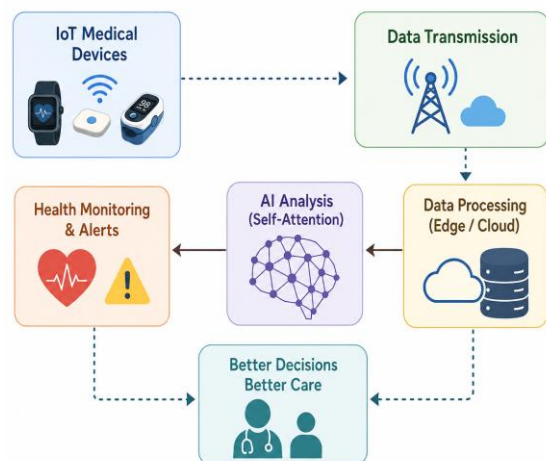 IoT Medical
Devices
98
Data Transmission
Health Monitoring
& Alerts
AI Analysis
(Self-Attention)
Data Processing
(Edge / Cloud)
Better Decisions
Better Care